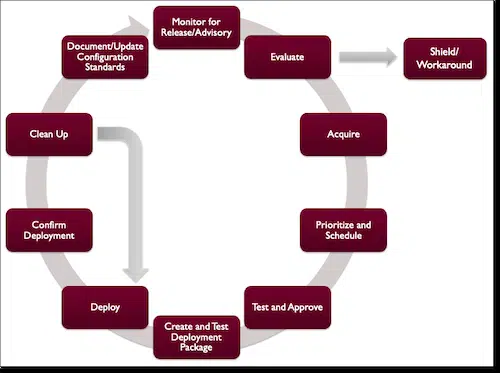 Monitor for
Release/Advisory
Evaluate
Shield/
Workaround
Acquire
Prioritize and
Schedule
Test and Approve
Create and Test
Deployment
Package
Deploy
Confirm
Deployment
Clean Up
Document/Update
Configuration
Standards